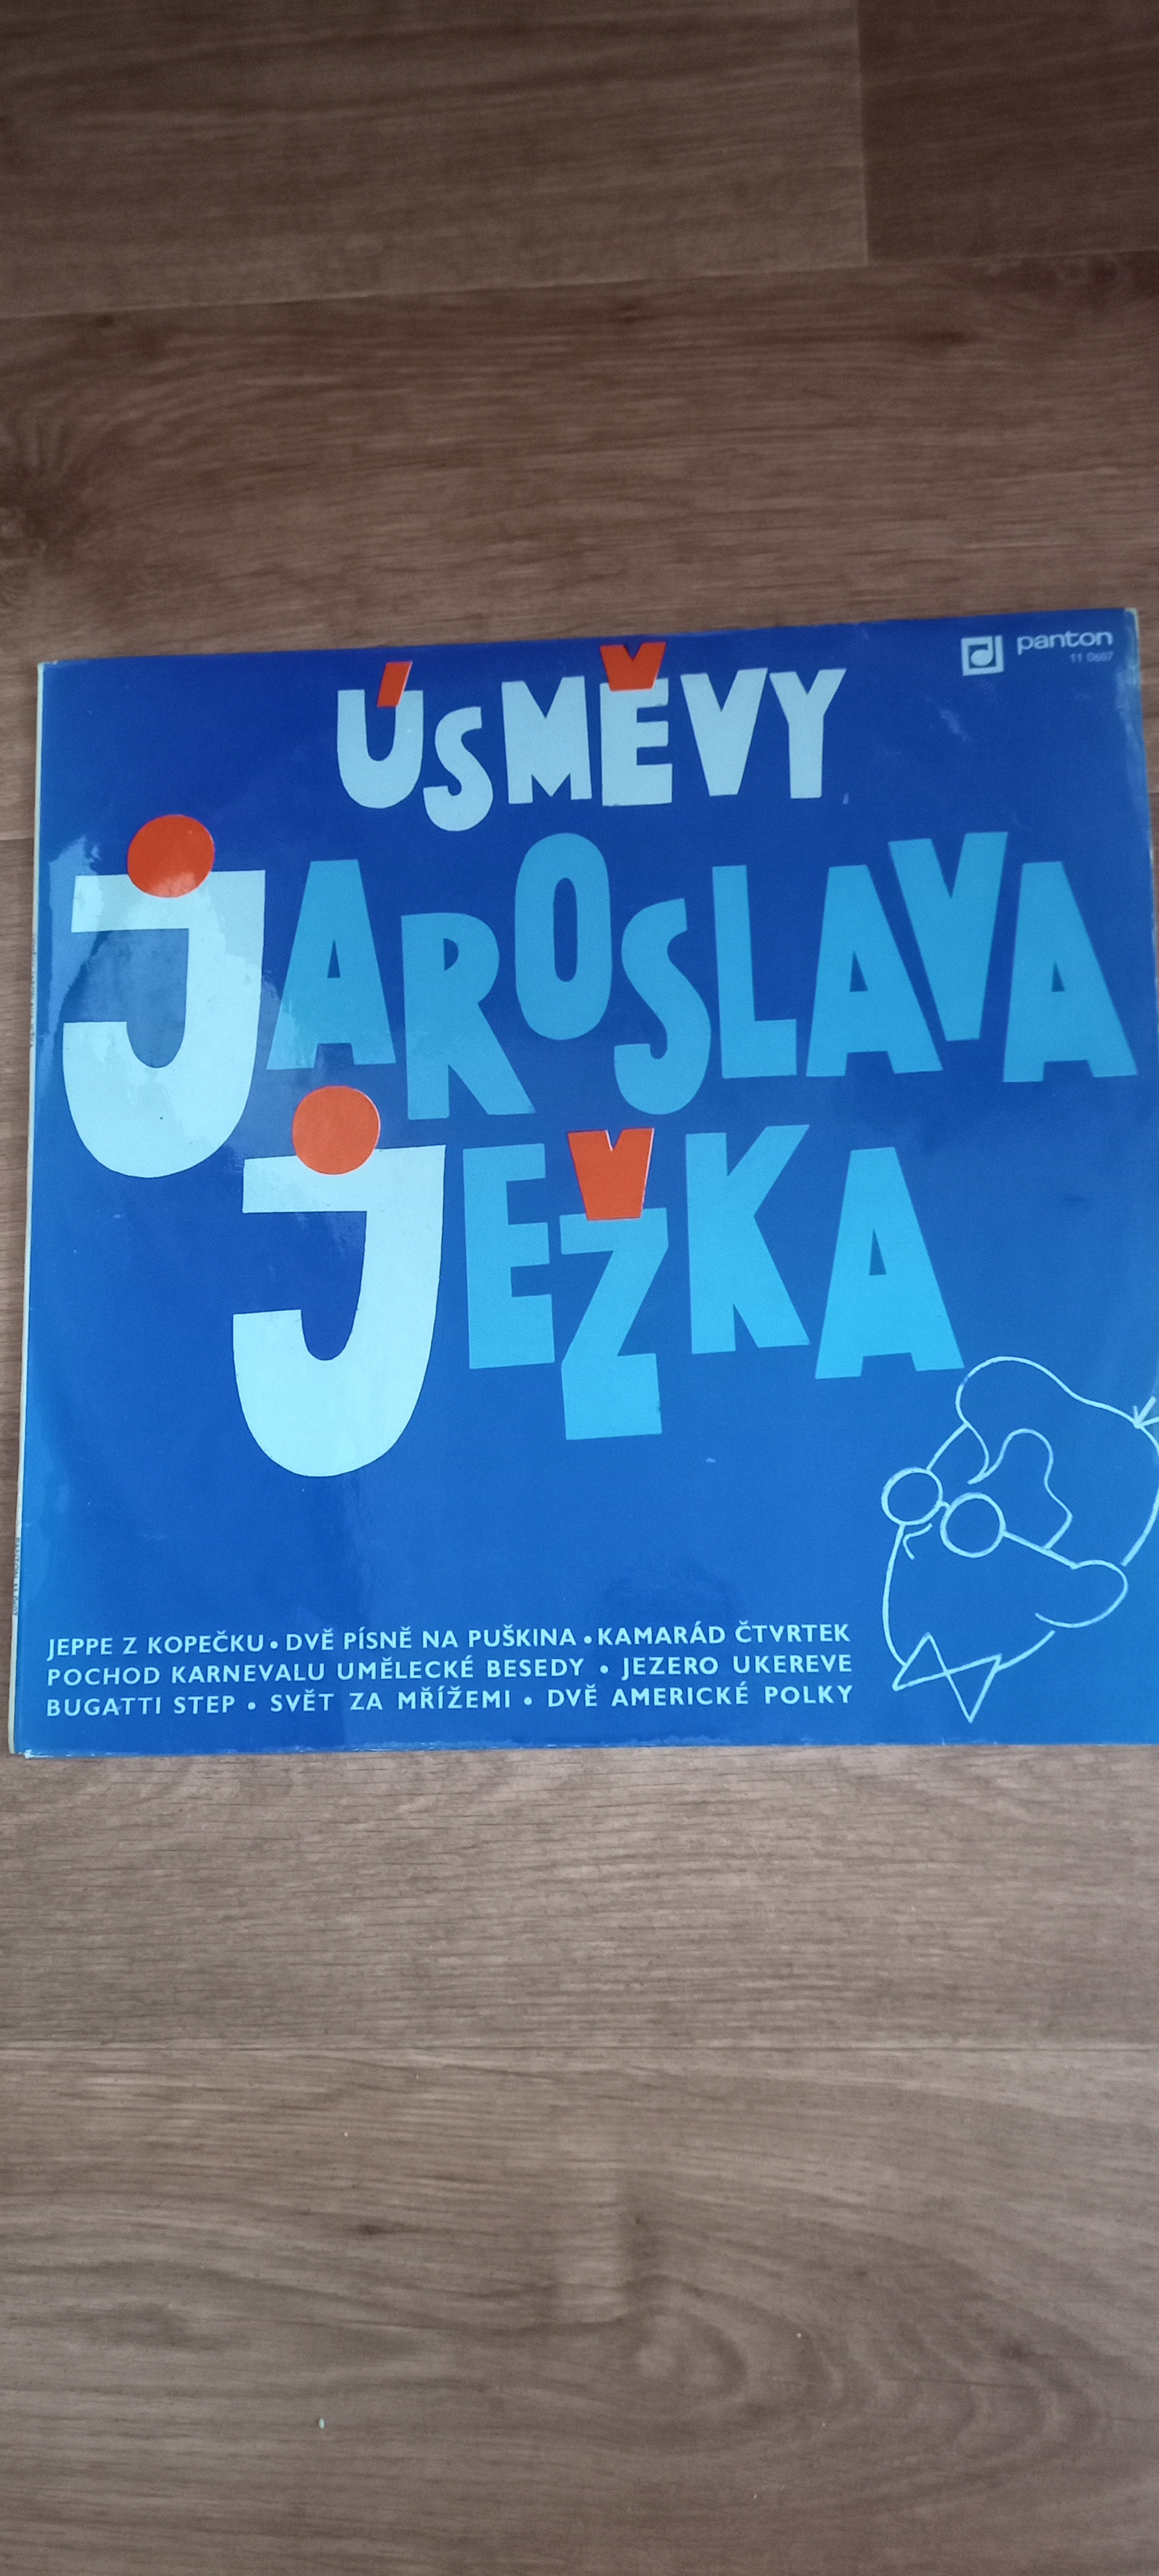 panton
11 0607
ÚSMĚVY
JAROSLAVA
JEŽKA
JEPPE Z KOPEČKU • DVĚ PÍSNĚ NA PUŠKINA • KAMARÁD ČTVRTEK
POCHOD KARNEVALU UMĚLECKÉ BESEDY • JEZERO UKEREVE
BUGATTI STEP • SVĚT ZA MŘÍŽEMI • DVĚ AMERICKÉ POLKY